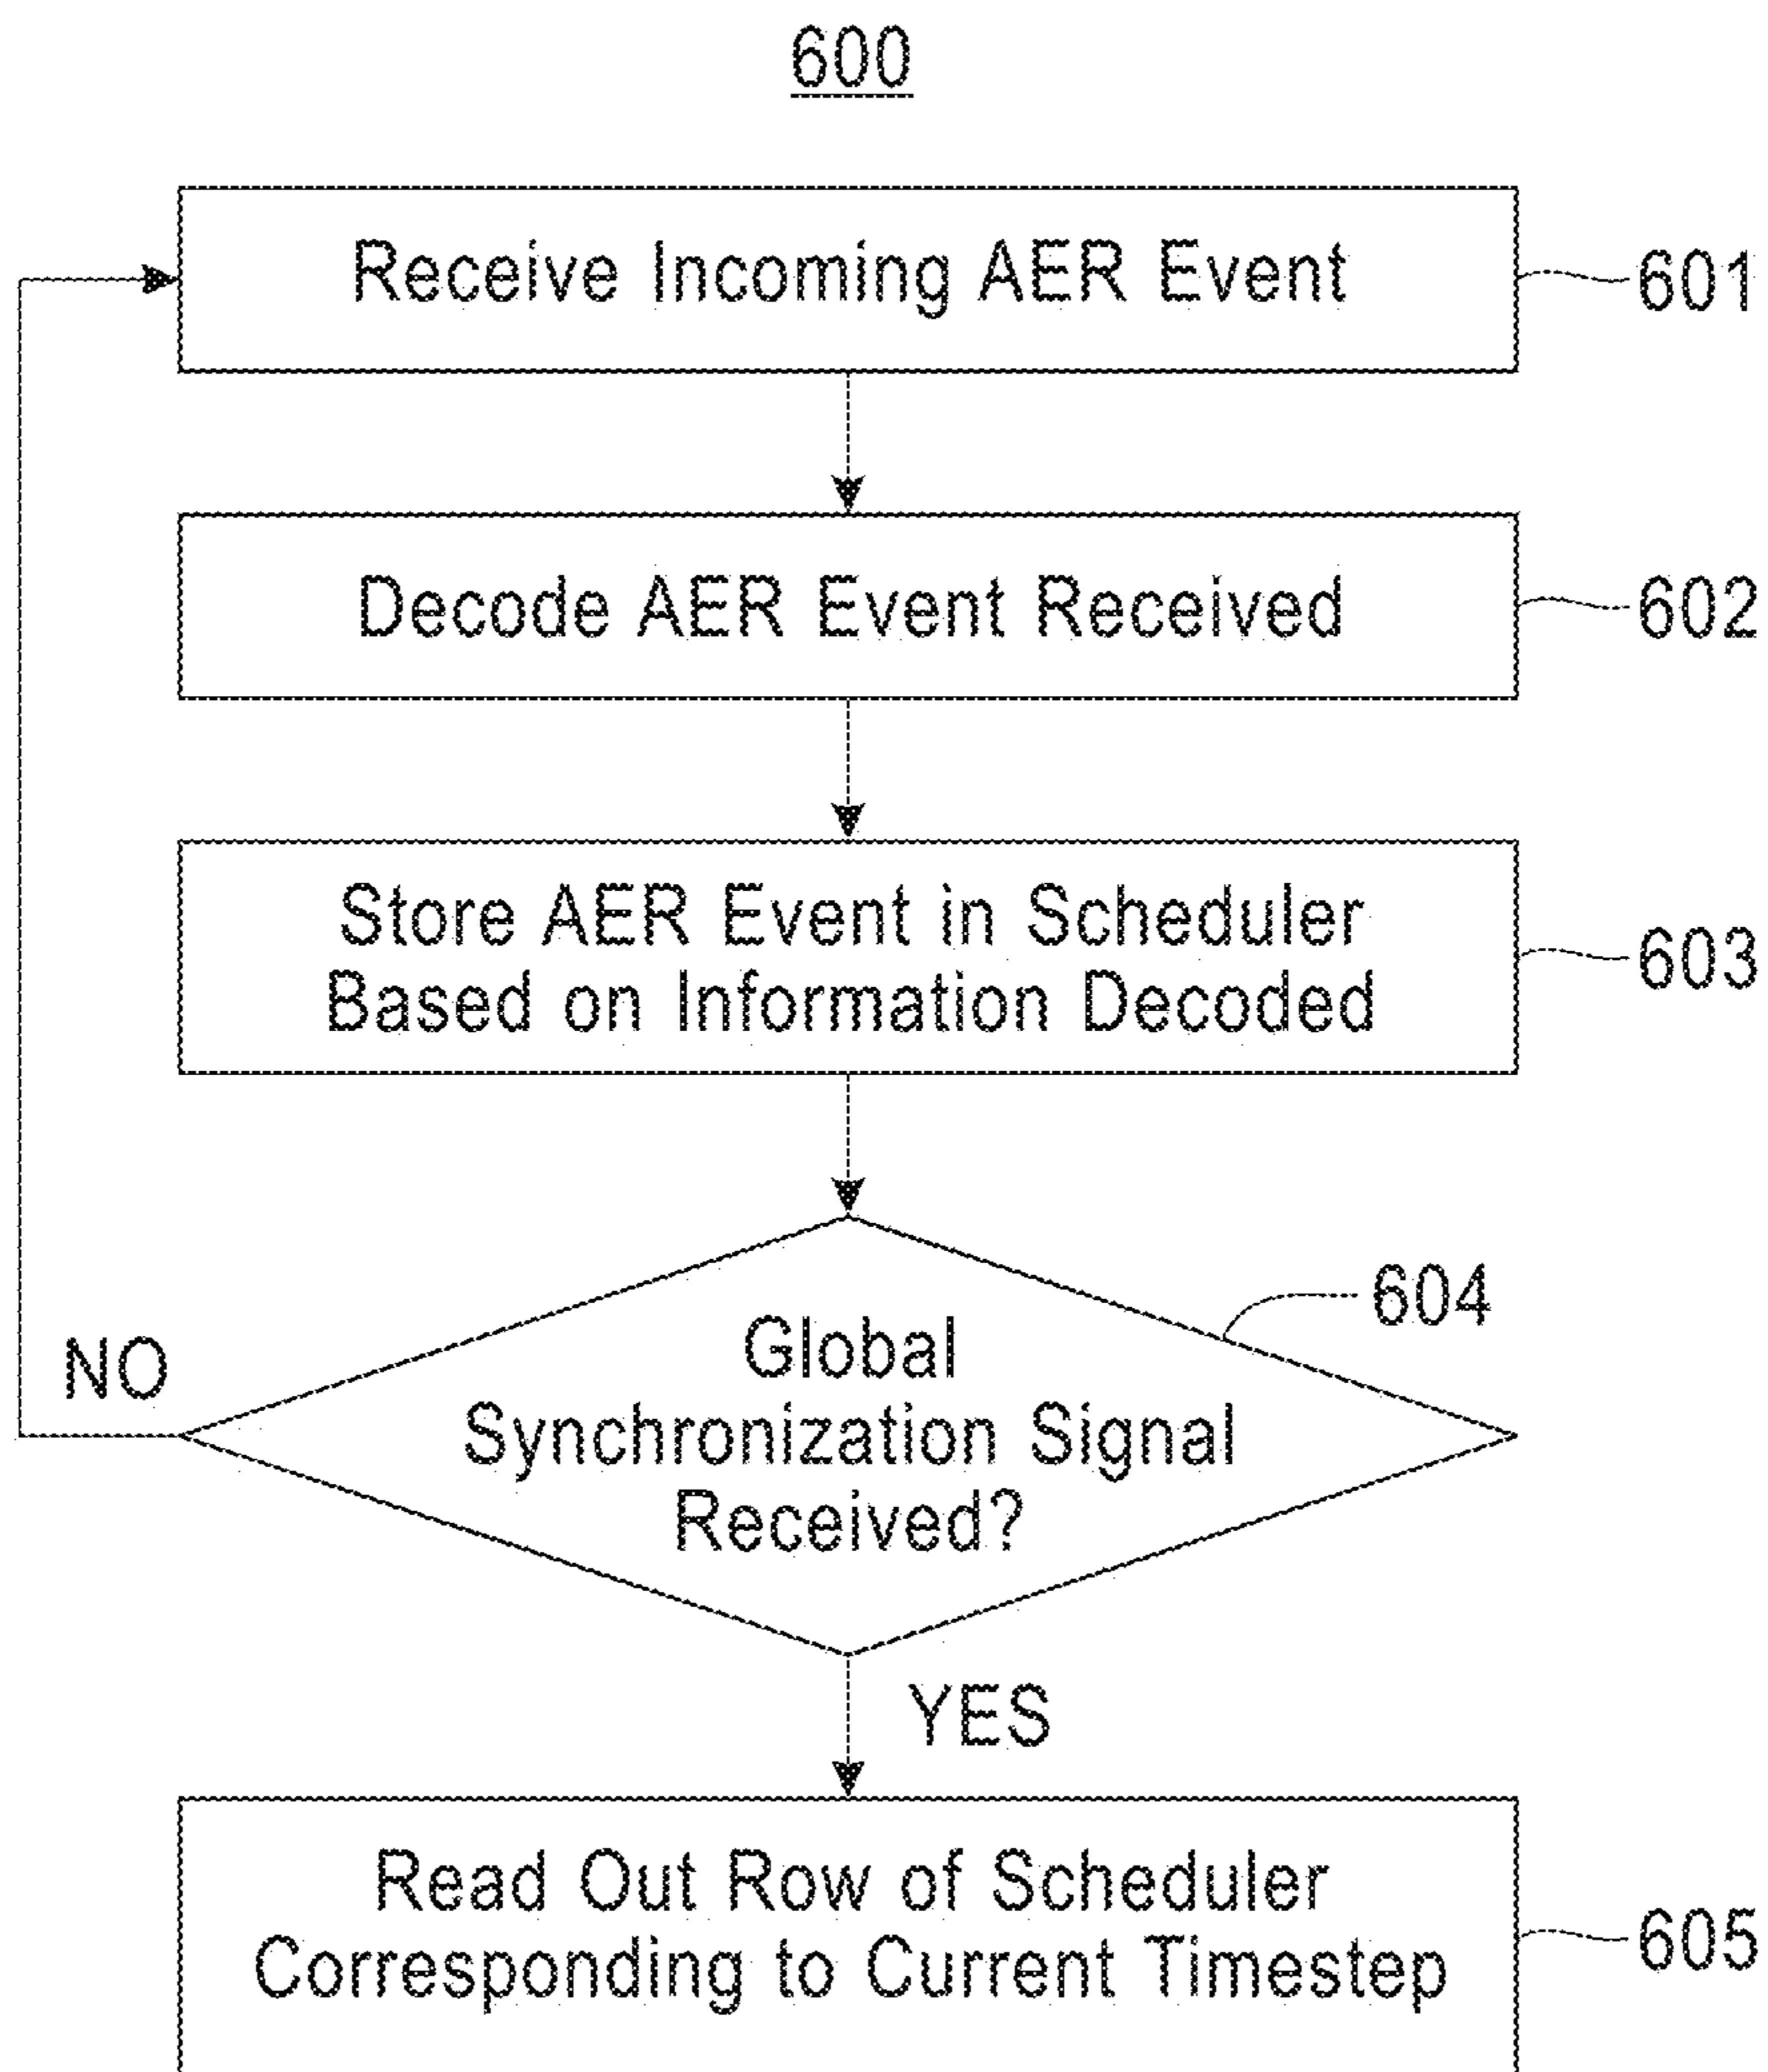 600
Receive Incoming AER Event
601
Decode AER Event Received
602
Store AER Event in Scheduler
Based on Information Decoded
603
604
Global
Synchronization Signal
Received?
NO
YES
Read Out Row of Scheduler
Corresponding to Current Timestep
605